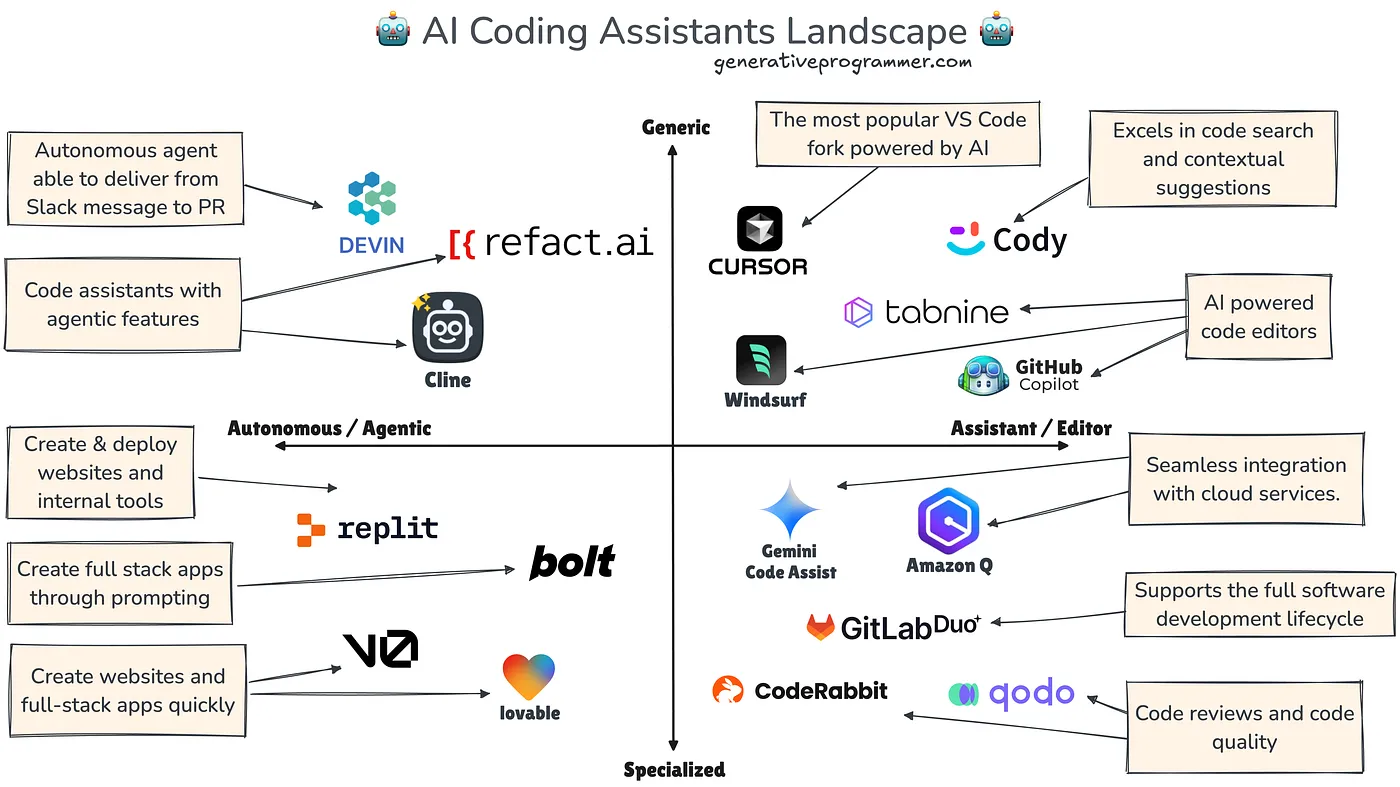 AI Coding Assistants Landscape
generativeprogrammer.com
Generic
The most popular VS Code
fork powered by AI
Excels in code search
and contextual
suggestions
Autonomous agent
able to deliver from
Slack message to PR
DEVIN
[{ refact.ai
CURSOR
Cody
Code assistants with
agentic features
Cline
tabnine
AI powered
code editors
Windsurf
GitHub
Copilot
Autonomous / Agentic
Assistant / Editor
Create & deploy
websites and
internal tools
replit
Seamless integration
with cloud services.
Gemini
Code Assist
Amazon Q
Create full stack apps
through prompting
bolt
Supports the full software
development lifecycle
GitLab Duo+
Create websites and
full-stack apps quickly
v0
lovable
CodeRabbit
qodo
Code reviews and code
quality
Specialized